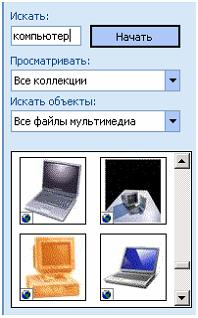 Искать:
компьютер Начать
Просматривать:
Все коллекции
Искать объекты:
Все файлы мультимедиа